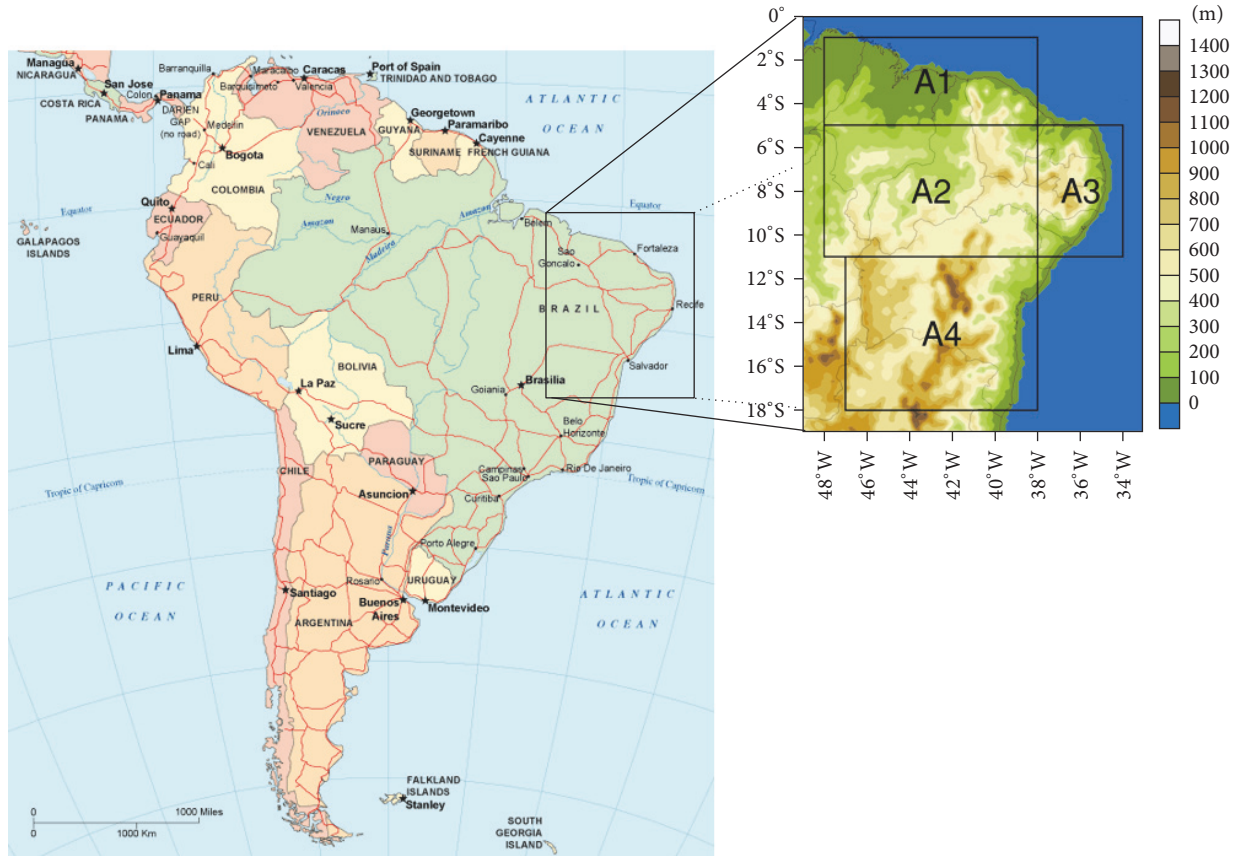 Managua
NICARAGUA
San Jose
COSTA RICA
Colon
Panama
PANAMA
DARIEN
GAP
(no road)
Barranquilla
Maracaibo
Barquisimeto
Caracas
Valencia
Port of Spain
TRINIDAD AND TOBAGO
Medellin
Orinoco
VENEZUELA
Georgetown
Paramaribo
GUYANA
Cayenne
SURINAME
FRENCH GUIANA
ATLANTIC
OCEAN
Bogota
Cali
COLOMBIA
Quito
Equator
ECUADOR
Guayaquil
GALAPAGOS
ISLANDS
Negro
Amazon
Manaus
Madeira
Amazon
Belem
Equator
Sao
Goncalo
Fortaleza
BRAZIL
Recife
PERU
Lima
BOLIVIA
La Paz
Sucre
Goiania
Brasilia
Salvador
Belo
Horizonte
CHILE
PARAGUAY
Asuncion
Campinas
Sao Paulo
Rio De Janeiro
Curitiba
Tropic of Capricorn
Tropic of Capricorn
Parana
Porto Alegre
PACIFIC
OCEAN
Santiago
Rosario
URUGUAY
Buenos
Aires
Montevideo
ARGENTINA
ATLANTIC
OCEAN
FALKLAND
ISLANDS
Stanley
SOUTH
GEORGIA
ISLAND
0 1000 Miles
0 1000 Km
0°
2°S
4°S
6°S
8°S
10°S
12°S
14°S
16°S
18°S
A1
A2
A3
A4
48°W
46°W
44°W
42°W
40°W
38°W
36°W
34°W
(m)
1400
1300
1200
1100
1000
900
800
700
600
500
400
300
200
100
0